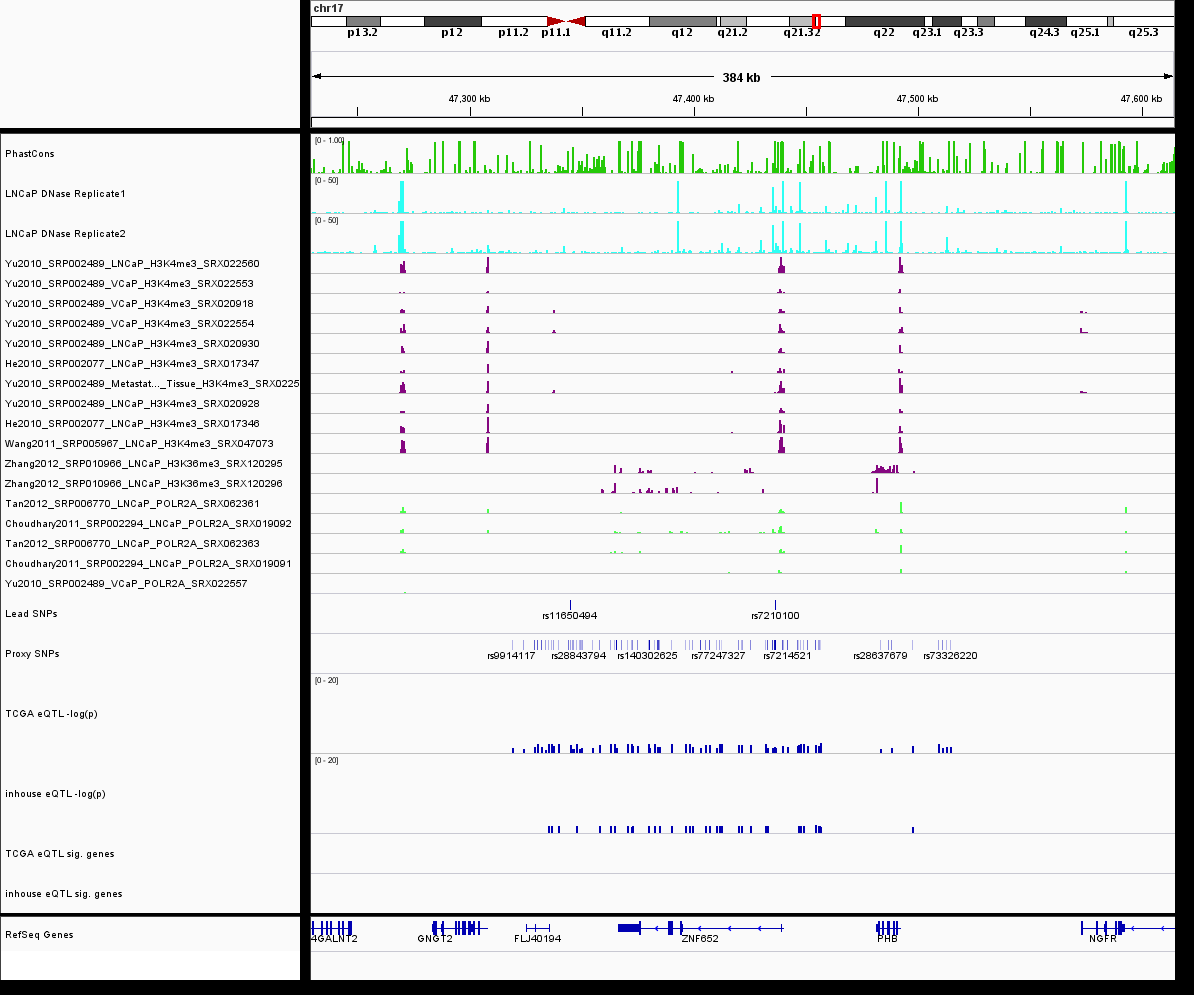 chr17
p13.2 p12 p11.2 p11.1 q11.2 q12 q21.2 q21.32 q22 q23.1 q23.3 q24.3 q25.1 q25.3
384 kb
47,300 kb 47,400 kb 47,500 kb 47,600 kb
PhastCons
[0 - 1.00]
LNCaP DNase Replicate1
[0 - 50]
LNCaP DNase Replicate2
[0 - 50]
Yu2010_SRP002489_LNCaP_H3K4me3_SRX022560
Yu2010_SRP002489_VCaP_H3K4me3_SRX022553
Yu2010_SRP002489_VCaP_H3K4me3_SRX020918
Yu2010_SRP002489_VCaP_H3K4me3_SRX022554
Yu2010_SRP002489_LNCaP_H3K4me3_SRX020930
He2010_SRP002077_LNCaP_H3K4me3_SRX017347
Yu2010_SRP002489_Metastat..._Tissue_H3K4me3_SRX0225
Yu2010_SRP002489_LNCaP_H3K4me3_SRX020928
He2010_SRP002077_LNCaP_H3K4me3_SRX017346
Wang2011_SRP005967_LNCaP_H3K4me3_SRX047073
Zhang2012_SRP010966_LNCaP_H3K36me3_SRX120295
Zhang2012_SRP010966_LNCaP_H3K36me3_SRX120296
Tan2012_SRP006770_LNCaP_POLR2A_SRX062361
Choudhary2011_SRP002294_LNCaP_POLR2A_SRX019092
Tan2012_SRP006770_LNCaP_POLR2A_SRX062363
Choudhary2011_SRP002294_LNCaP_POLR2A_SRX019091
Yu2010_SRP002489_VCaP_POLR2A_SRX022557
Lead SNPs
rs11650494 rs7210100
Proxy SNPs
rs9914117 rs28843794 rs140302625 rs77247327 rs7214521 rs28637679 rs73326220
[0 - 20]
TCGA eQTL -log(p)
[0 - 20]
inhouse eQTL -log(p)
TCGA eQTL sig. genes
inhouse eQTL sig. genes
RefSeq Genes
4GALNT2 GNGT2 FLJ40194 ZNF652 PHB NGFR